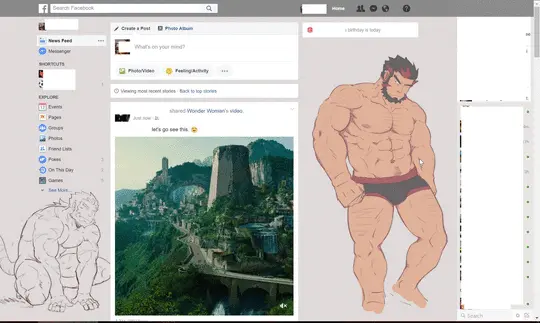 f
Search Facebook
Home
News Feed
Messenger
SHORTCUTS
EXPLORE
Events
Pages
Groups
Photos
Friend Lists
Pokes
On This Day
Games
See More...
Create a Post
Photo Album
What's on your mind?
Photo/Video
Feeling/Activity
Viewing most recent stories · Back to top stories
shared Wonder Woman's video.
Just now
let's go see this.
birthday is today
Search